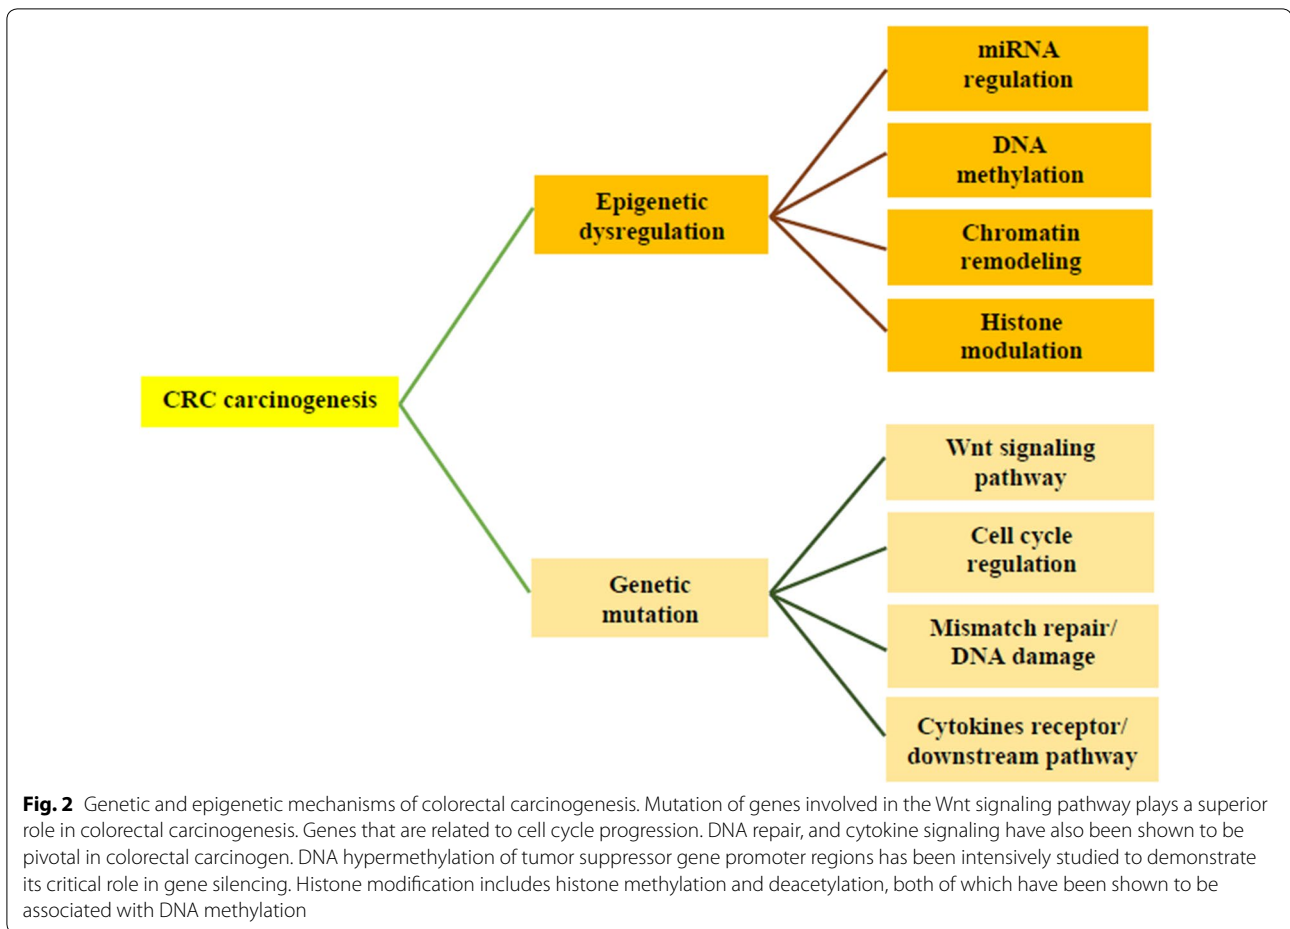 miRNA
regulation
DNA
methylation
Epigenetic
dysregulation
Chromatin
remodeling
Histone
modulation
CRC carcinogenesis
Wnt signaling
pathway
Cell cycle
regulation
Genetic
mutation
Mismatch repair/
DNA damage
Cytokines receptor/
downstream pathway
Fig. 2 Genetic and epigenetic mechanisms of colorectal carcinogenesis. Mutation of genes involved in the Wnt signaling pathway plays a superior
role in colorectal carcinogenesis. Genes that are related to cell cycle progression. DNA repair, and cytokine signaling have also been shown to be
pivotal in colorectal carcinogen. DNA hypermethylation of tumor suppressor gene promoter regions has been intensively studied to demonstrate
its critical role in gene silencing. Histone modification includes histone methylation and deacetylation, both of which have been shown to be
associated with DNA methylation